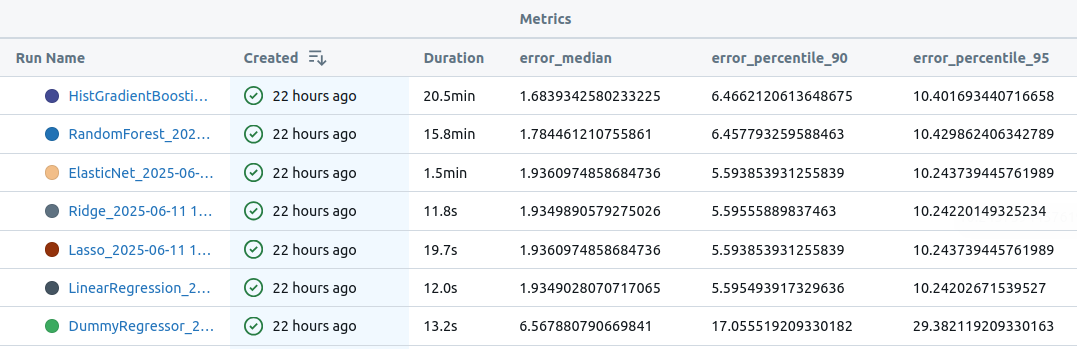 Metrics
Run Name Created Duration error_median error_percentile_90 error_percentile_95
HistGradientBoosti... 22 hours ago 20.5min 1.6839342580233225 6.4662120613648675 10.401693440716658
RandomForest_202... 22 hours ago 15.8min 1.784461210755861 6.457793259588463 10.429862406342789
ElasticNet_2025-06-... 22 hours ago 1.5min 1.9360974858684736 5.593853931255839 10.243739445761989
Ridge_2025-06-11 1... 22 hours ago 11.8s 1.9349890579275026 5.59555889837463 10.24220149325234
Lasso_2025-06-11 1... 22 hours ago 19.7s 1.9360974858684736 5.593853931255839 10.243739445761989
LinearRegression_2... 22 hours ago 12.0s 1.9349028070717065 5.595493917329636 10.24202671539527
DummyRegressor_2... 22 hours ago 13.2s 6.567880790669841 17.055519209330182 29.382119209330163